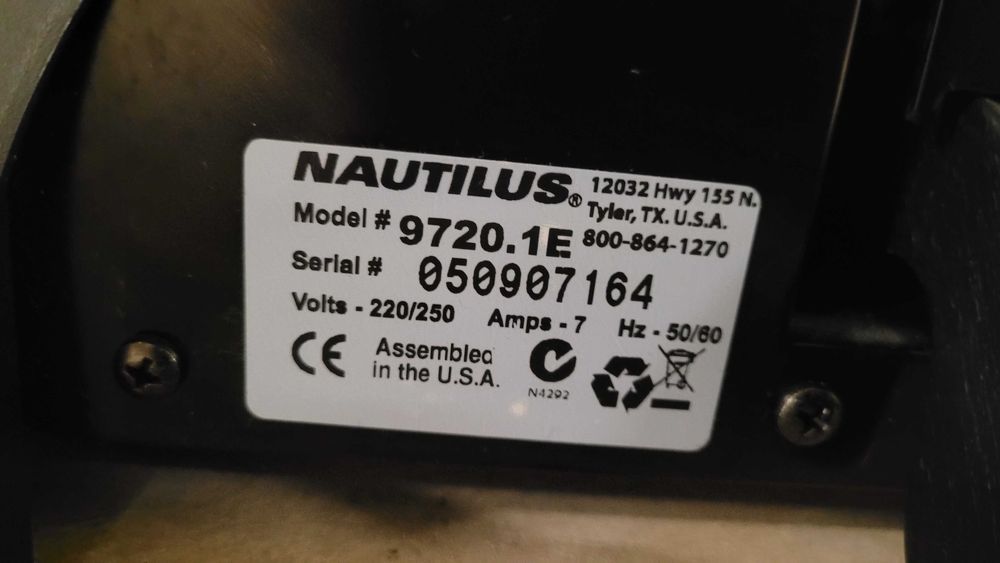 NAUTILUS®
12032 Hwy 155 N.
Tyler, TX. U.S.A.
800-864-1270
Model # 9720.1E
Serial # 050907164
Volts - 220/250 Amps - 7 Hz - 50/60
CE
Assembled
in the U.S.A.
N4292